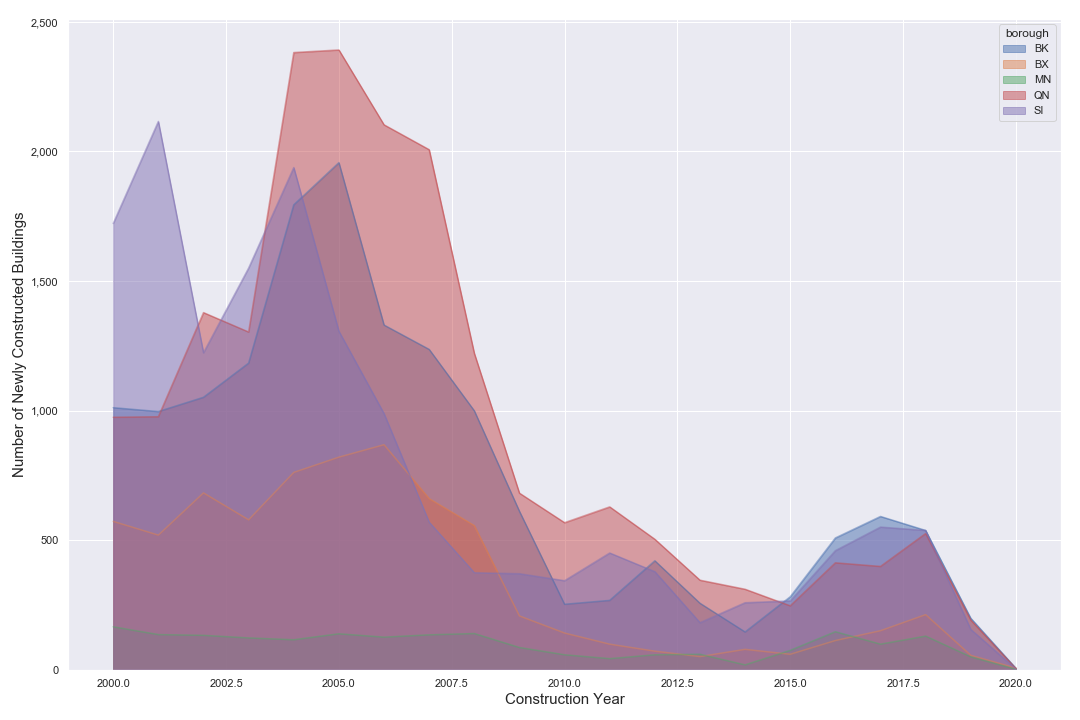 2,500
2,000
1,500
1,000
500
0
Number of Newly Constructed Buildings
borough
BK
BX
MN
QN
SI
2000.0 2002.5 2005.0 2007.5 2010.0 2012.5 2015.0 2017.5 2020.0
Construction Year